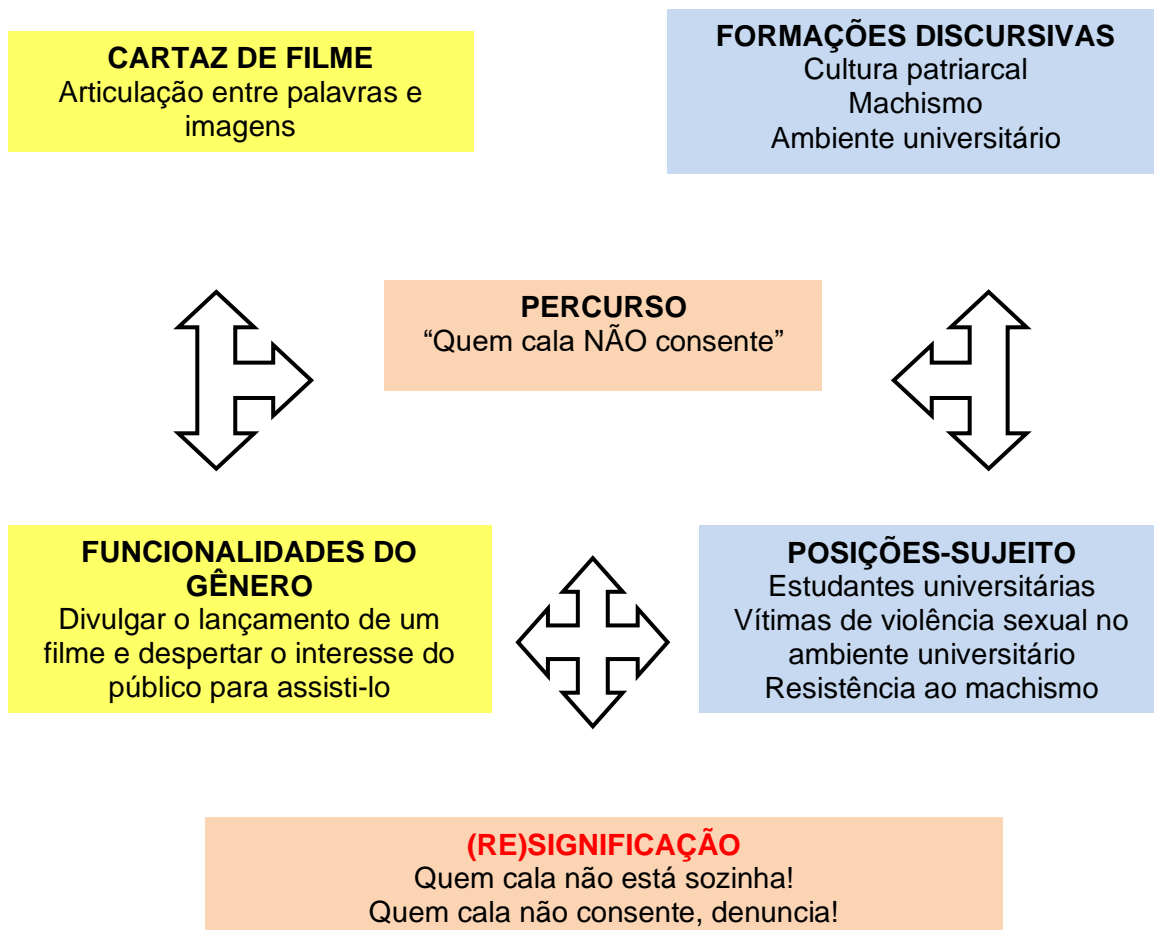 CARTAZ DE FILME
Articulação entre palavras e
imagens
FORMAÇÕES DISCURSIVAS
Cultura patriarcal
Machismo
Ambiente universitário
PERCURSO
“Quem cala NÃO consente”
FUNCIONALIDADES DO
GÊNERO
Divulgar o lançamento de um
filme e despertar o interesse do
público para assisti-lo
POSIÇÕES-SUJEITO
Estudantes universitárias
Vítimas de violência sexual no
ambiente universitário
Resistência ao machismo
(RE)SIGNIFICAÇÃO
Quem cala não está sozinha!
Quem cala não consente, denuncia!